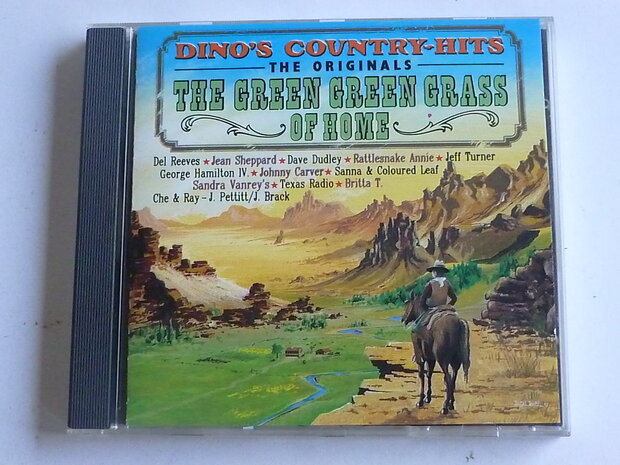 DINO'S COUNTRY-HITS
THE ORIGINALS
THE GREEN GREEN GRASS
OF HOME
Del Reeves ★ Jean Sheppard ★ Dave Dudley ★ Rattlesnake Annie ★ Jeff Turner
George Hamilton IV. ★ Johnny Carver ★ Sanna & Coloured Leaf
Sandra Vanrey's ★ Texas Radio ★ Britta T.
Che & Ray – J. Pettitt/J. Brack